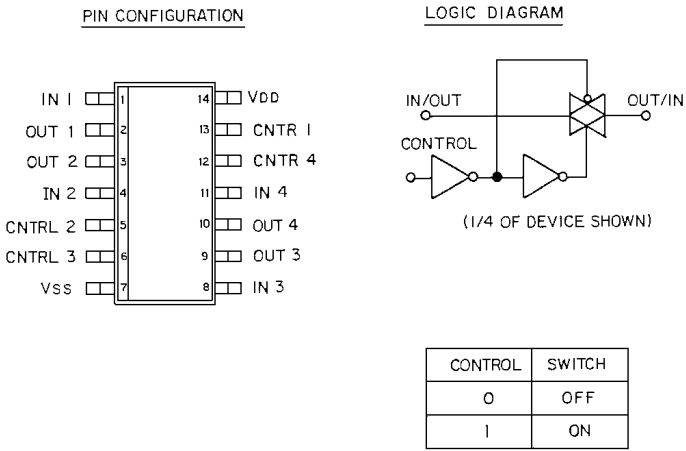 PIN CONFIGURATION
IN 1 1 14 VDD
OUT 1 2 13 CNTR 1
OUT 2 3 12 CNTR 4
IN 2 4 11 IN 4
CNTRL 2 5 10 OUT 4
CNTRL 3 6 9 OUT 3
VSS 7 8 IN 3
LOGIC DIAGRAM
IN/OUT OUT/IN
CONTROL
(1/4 OF DEVICE SHOWN)
CONTROL SWITCH
0 OFF
1 ON